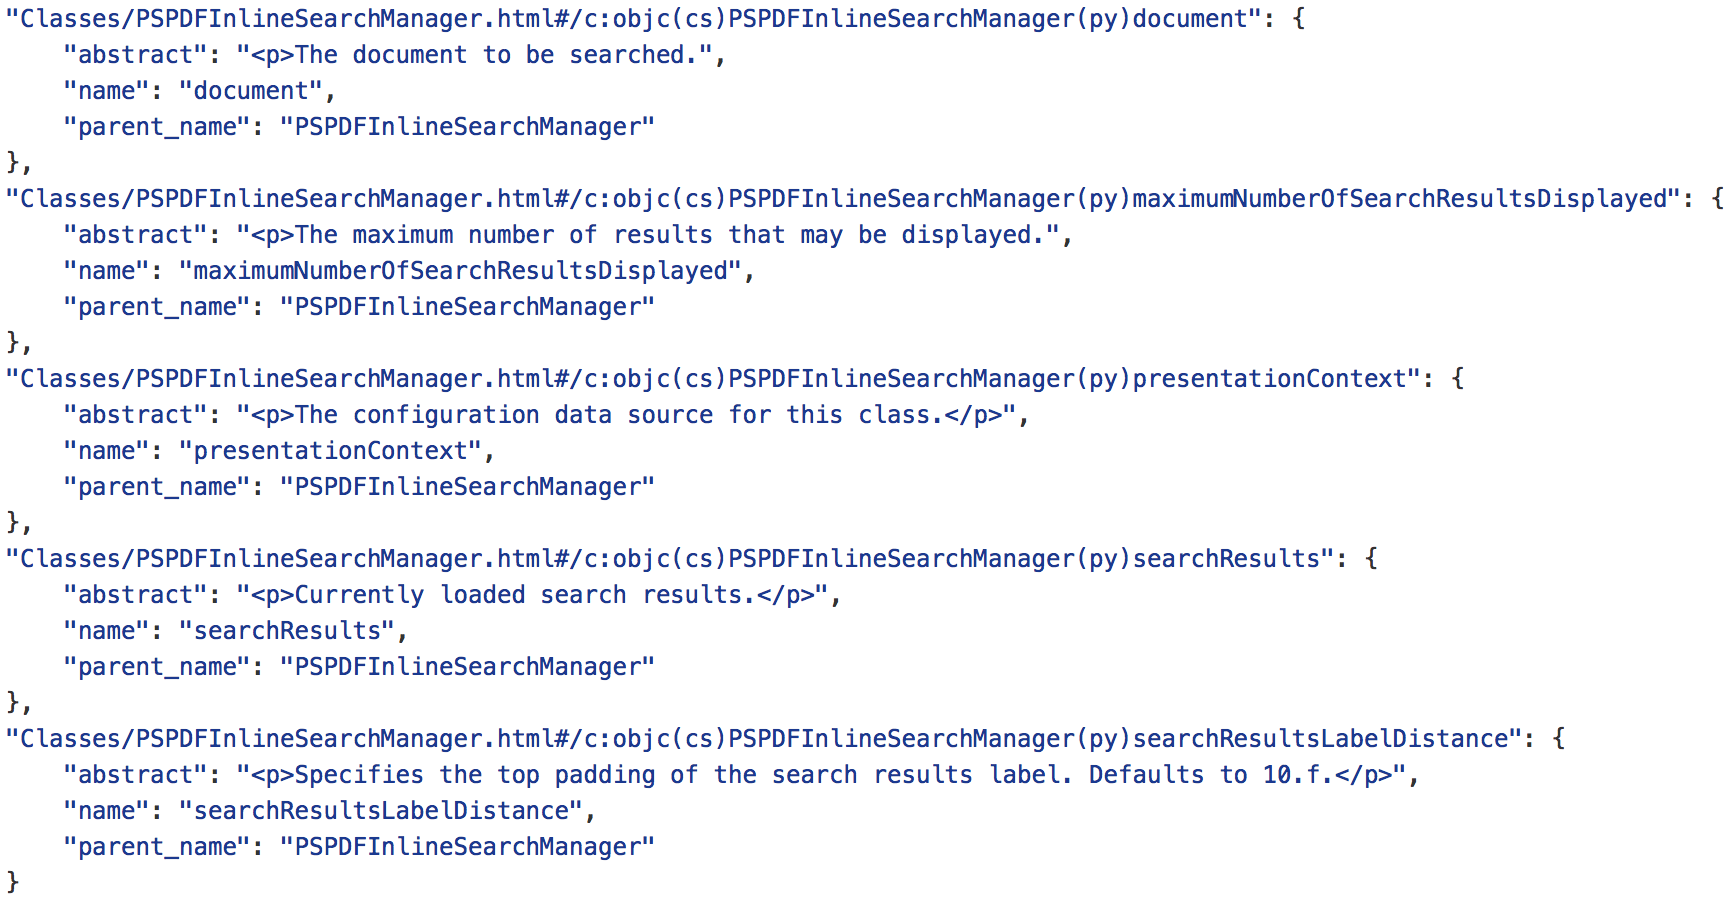 "Classes/PSPDFInlineSearchManager.html#/c:objc(cs)PSPDFInlineSearchManager(py)document": {
    "abstract": "<p>The document to be searched.",
    "name": "document",
    "parent_name": "PSPDFInlineSearchManager"
},
"Classes/PSPDFInlineSearchManager.html#/c:objc(cs)PSPDFInlineSearchManager(py)maximumNumberOfSearchResultsDisplayed": {
    "abstract": "<p>The maximum number of results that may be displayed.",
    "name": "maximumNumberOfSearchResultsDisplayed",
    "parent_name": "PSPDFInlineSearchManager"
},
"Classes/PSPDFInlineSearchManager.html#/c:objc(cs)PSPDFInlineSearchManager(py)presentationContext": {
    "abstract": "<p>The configuration data source for this class.</p>",
    "name": "presentationContext",
    "parent_name": "PSPDFInlineSearchManager"
},
"Classes/PSPDFInlineSearchManager.html#/c:objc(cs)PSPDFInlineSearchManager(py)searchResults": {
    "abstract": "<p>Currently loaded search results.</p>",
    "name": "searchResults",
    "parent_name": "PSPDFInlineSearchManager"
},
"Classes/PSPDFInlineSearchManager.html#/c:objc(cs)PSPDFInlineSearchManager(py)searchResultsLabelDistance": {
    "abstract": "<p>Specifies the top padding of the search results label. Defaults to 10.f.</p>",
    "name": "searchResultsLabelDistance",
    "parent_name": "PSPDFInlineSearchManager"
}